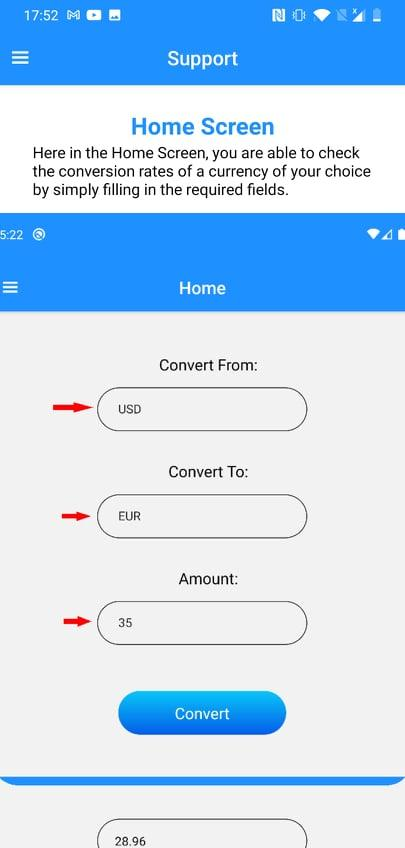 17:52
Support
Home Screen
Here in the Home Screen, you are able to check
the conversion rates of a currency of your choice
by simply filling in the required fields.
5:22
Home
Convert From:
USD
Convert To:
EUR
Amount:
35
Convert
28.96